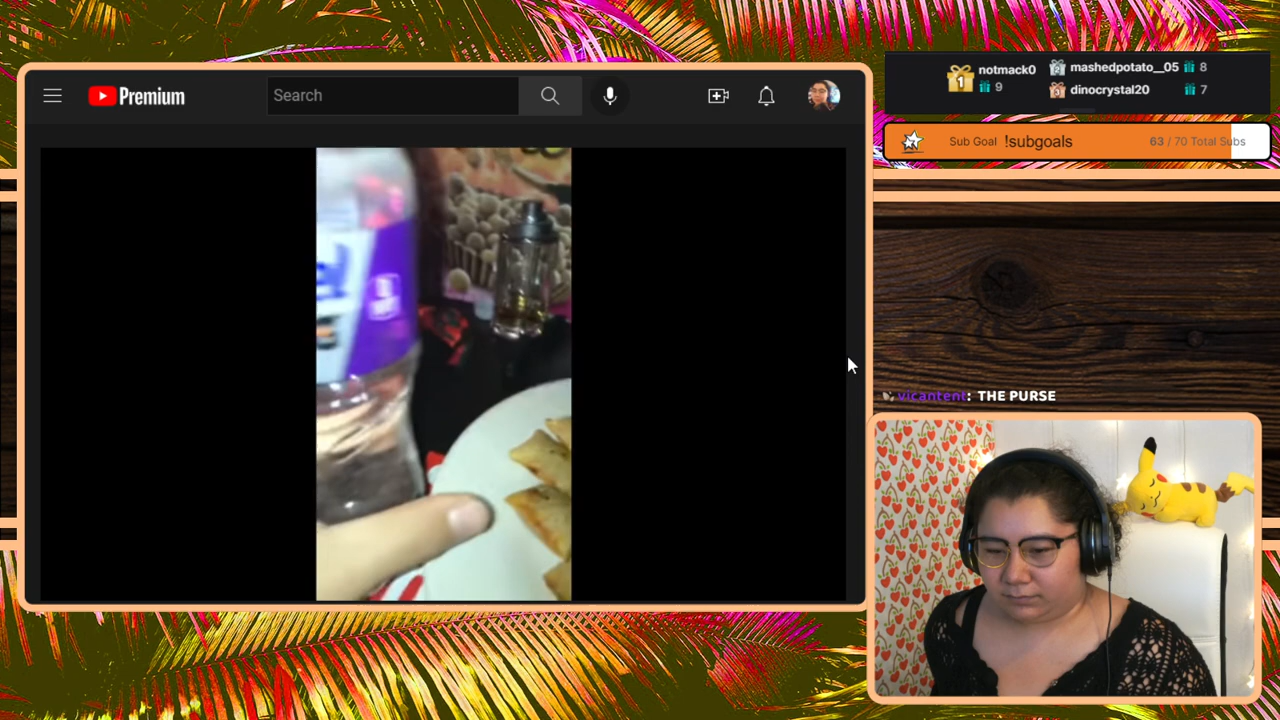 Premium
Search
notmack0
9
mashedpotato__05 8
dinocrystal20 7
Sub Goal !subgoals 63 / 70 Total Subs
vicantent: THE PURSE